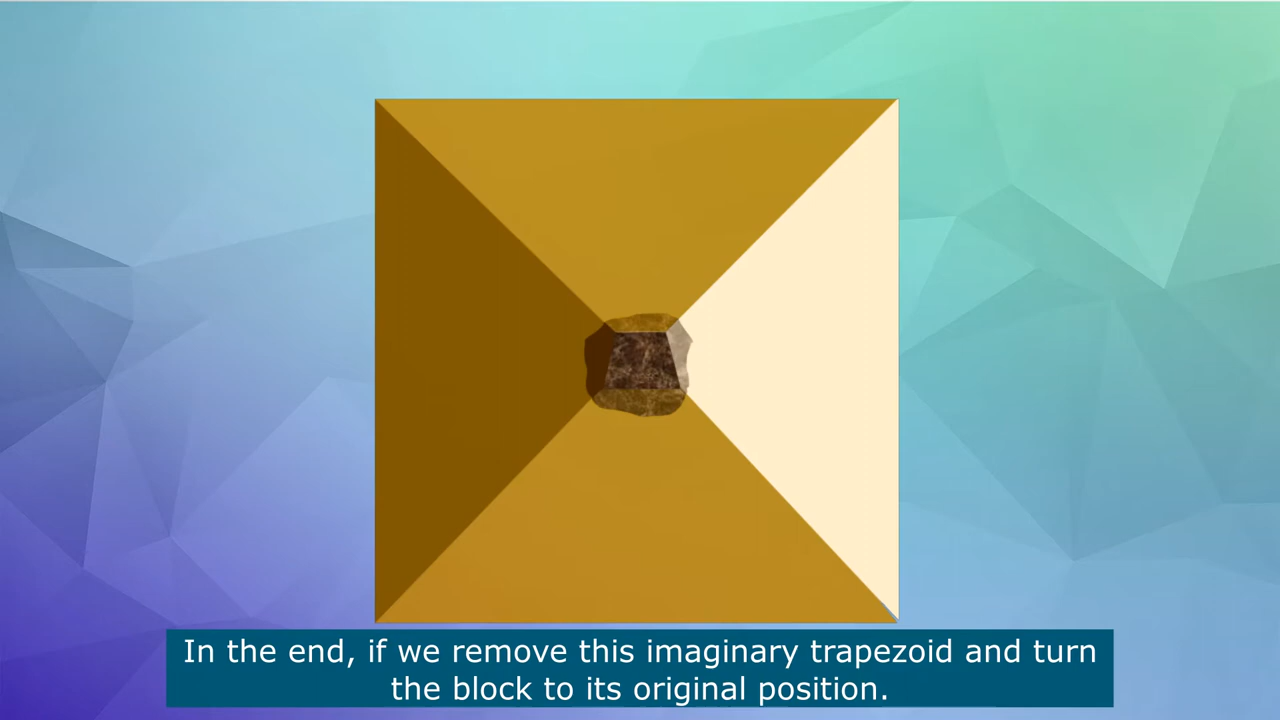 In the end, if we remove this imaginary trapezoid and turn
the block to its original position.